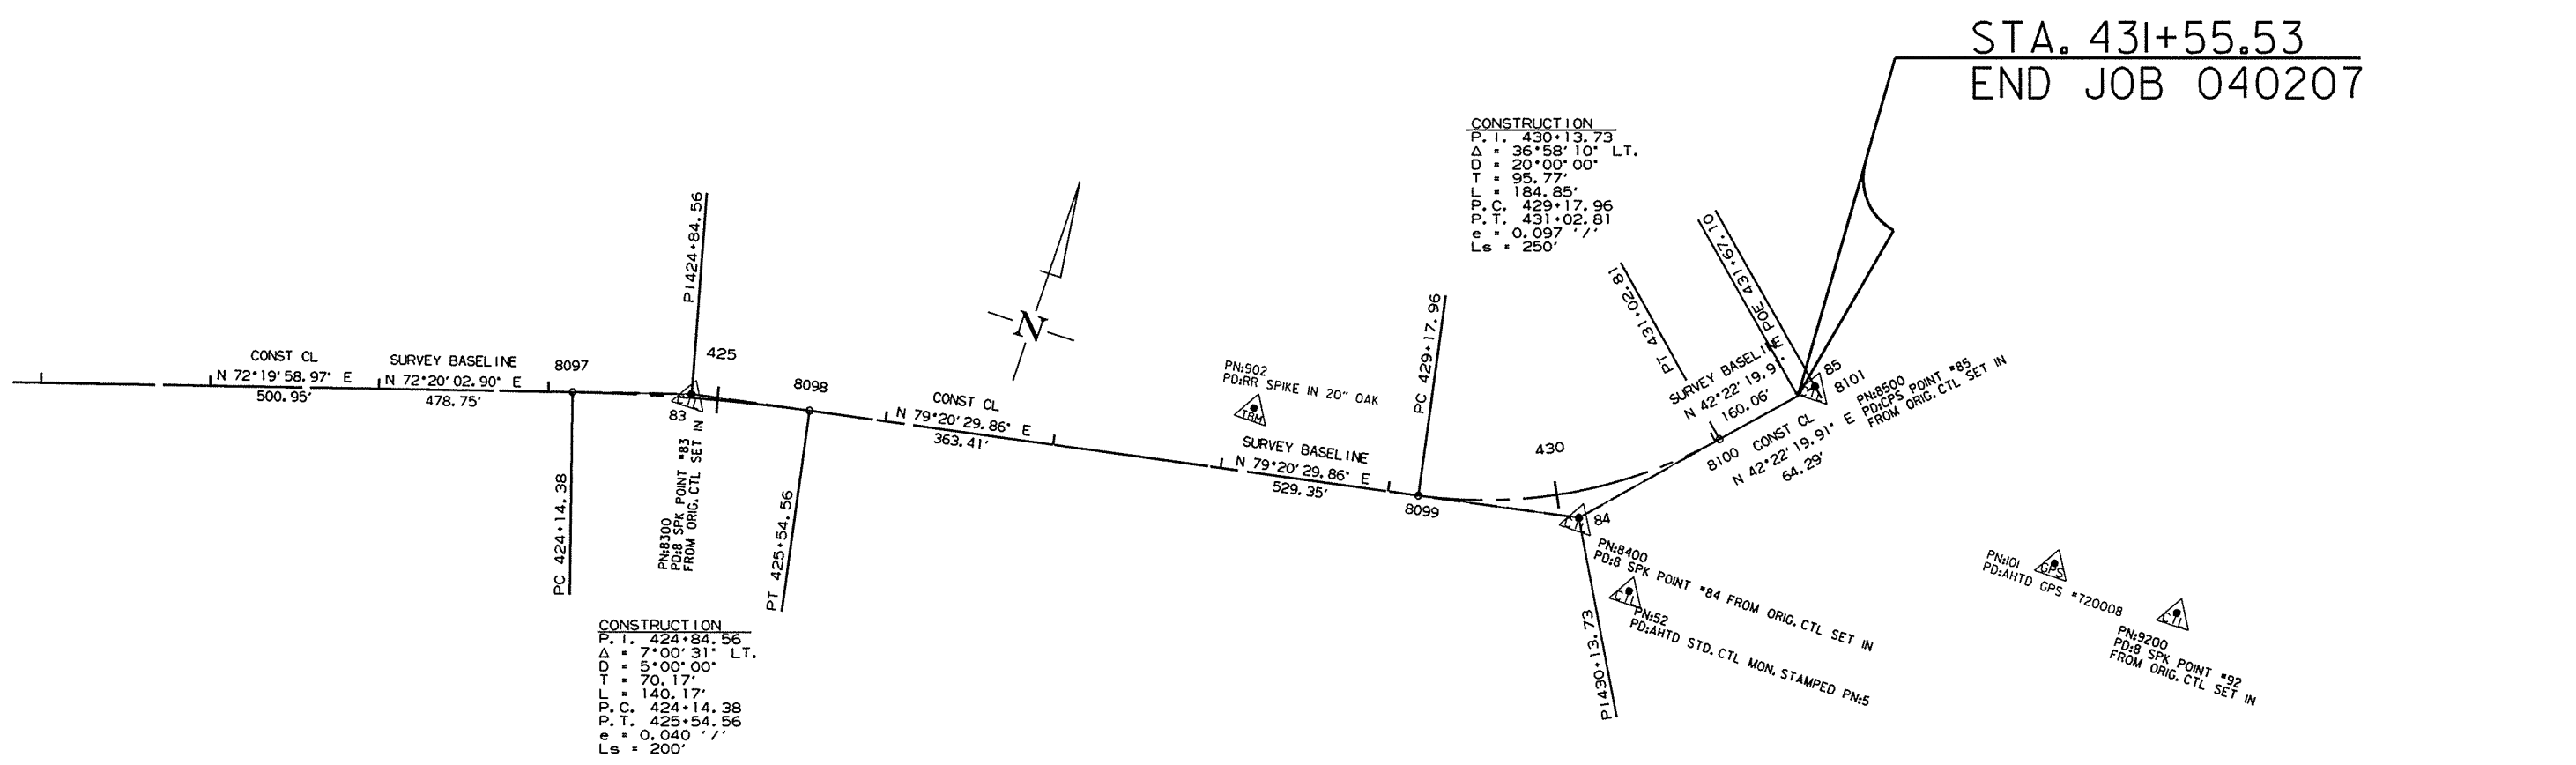 STA. 431+55.53
END JOB 040207
CONSTRUCTION
P.I. 430+13.73
Δ = 36°58'10" LT.
D = 20°00'00"
T = 95.77'
L = 184.85'
P.C. 429+17.96
P.T. 431+02.81
e = 0.097 '/'
Ls = 250'
PI 424+84.56
PC 429+17.96
PT 431+02.81
POE 431+67.10
CONST CL
N 72°19'58.97" E
500.95'
SURVEY BASELINE
N 72°20'02.90" E
478.75'
8097
425
8098
CTL
83
PN:8300
PD:8 SPK POINT #83
FROM ORIG. CTL SET IN
PC 424+14.38
PT 425+54.56
CONST CL
N 79°20'29.86" E
363.41'
N
PN:902
PD:RR SPIKE IN 20" OAK
TBM
SURVEY BASELINE
N 79°20'29.86" E
529.35'
8099
430
SURVEY BASELINE
N 42°22'19.91"
160.06'
85
8101
PN:8500
PD:CPS POINT #85
FROM ORIG. CTL SET IN
8100
CONST CL
N 42°22'19.91" E
64.29'
CTL
84
PN:8400
PD:8 SPK POINT #84 FROM ORIG. CTL SET IN
CTL
PN:52
PD:AHTD STD. CTL MON. STAMPED PN:5
PI 430+13.73
PN:101
PD:AHTD GPS #720008
GPS
CTL
PN:9200
PD:8 SPK POINT #92
FROM ORIG. CTL SET IN
CONSTRUCTION
P.I. 424+84.56
Δ = 7°00'31" LT.
D = 5°00'00"
T = 70.17'
L = 140.17'
P.C. 424+14.38
P.T. 425+54.56
e = 0.040 '/'
Ls = 200'